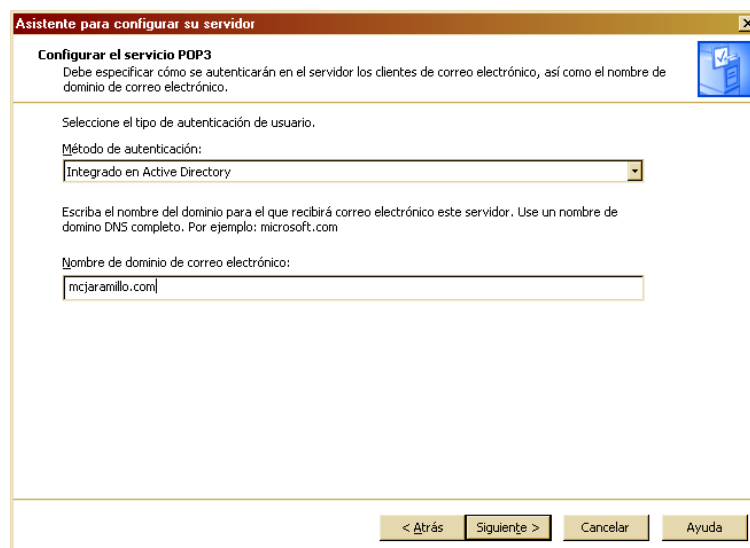 Asistente para configurar su servidor
Configurar el servicio POP3
Debe especificar cómo se autenticarán en el servidor los clientes de correo electrónico, así como el nombre de
dominio de correo electrónico.
Seleccione el tipo de autenticación de usuario.
Método de autenticación:
Integrado en Active Directory
Escriba el nombre del dominio para el que recibirá correo electrónico este servidor. Use un nombre de
domino DNS completo. Por ejemplo: microsoft.com
Nombre de dominio de correo electrónico:
mcjaramillo.com
< Atrás Siguiente > Cancelar Ayuda